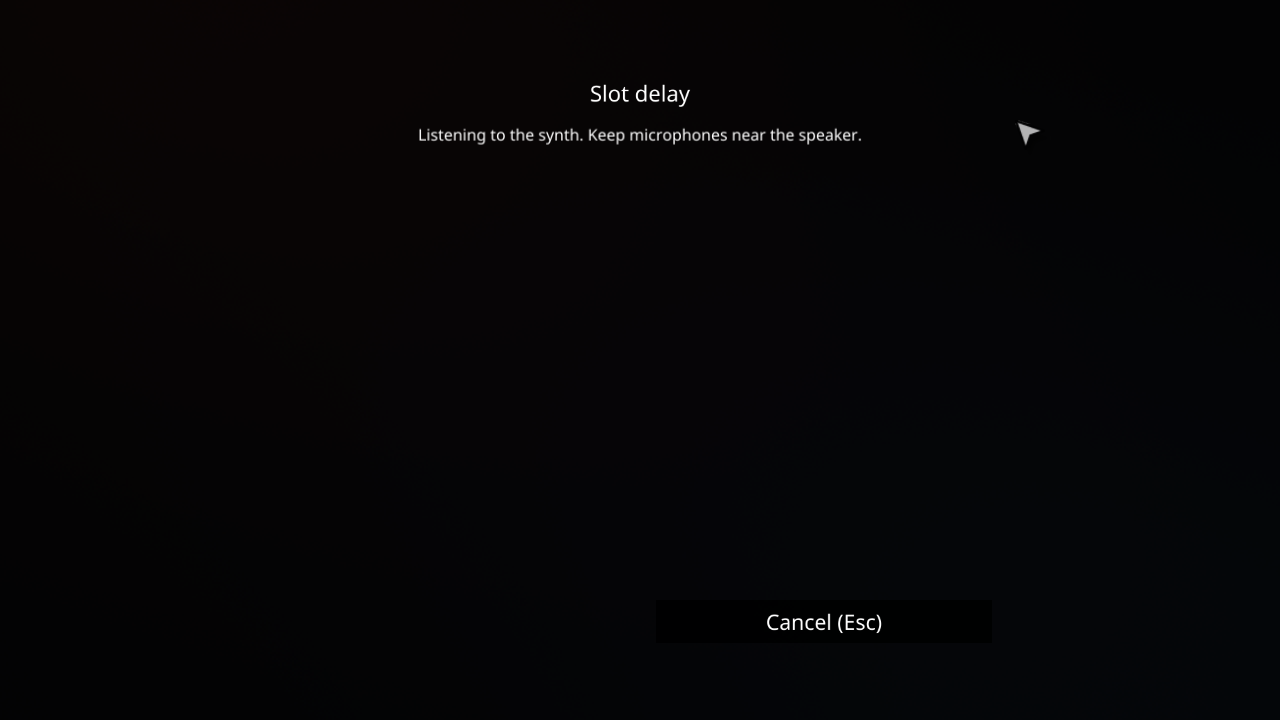 Slot delay
Listening to the synth. Keep microphones near the speaker.
Cancel (Esc)